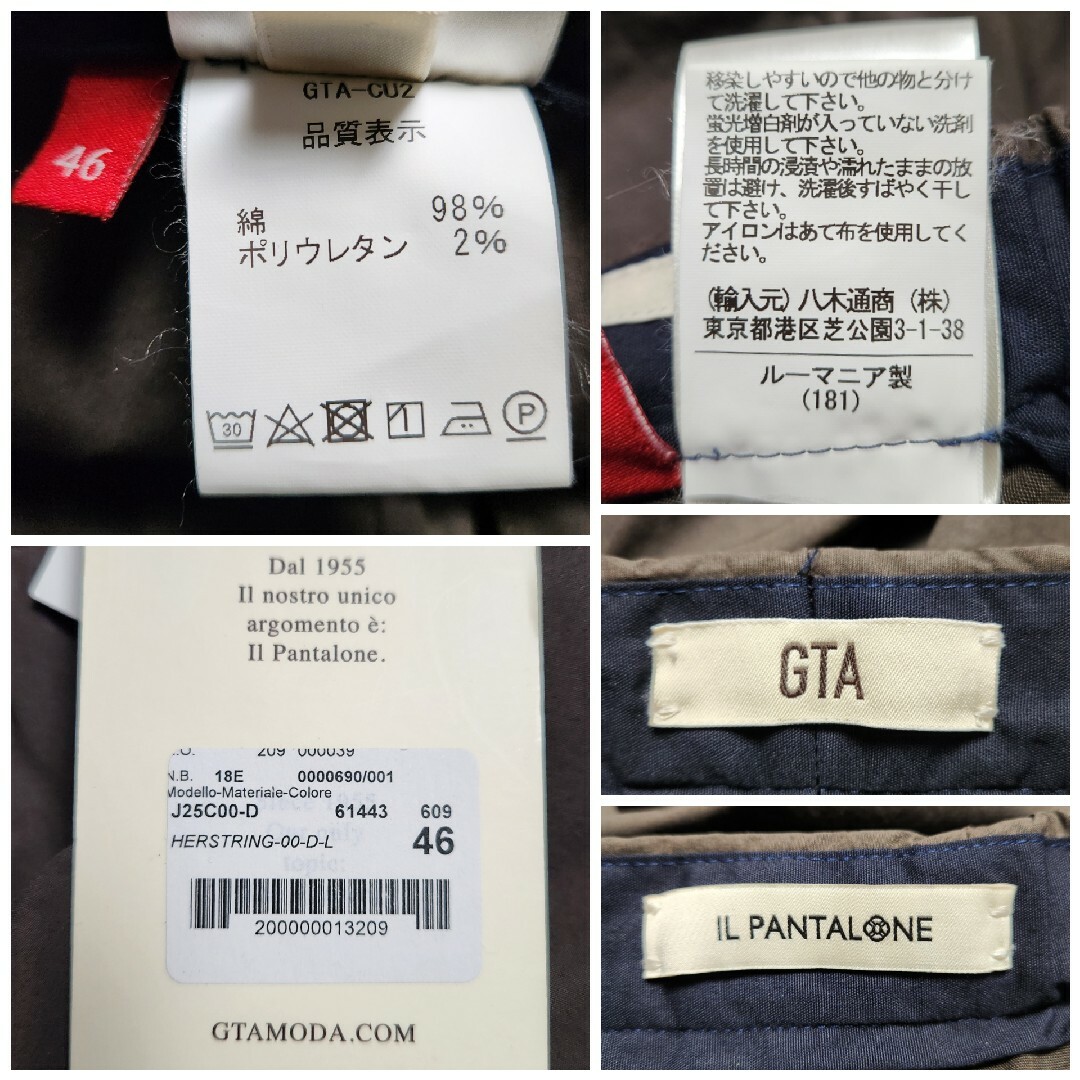 46
GTA-CU2
品質表示
綿 98%
ポリウレタン 2%
30
P
移染しやすいので他の物と分け
て洗濯して下さい。
蛍光増白剤が入っていない洗剤
を使用して下さい。
長時間の浸漬や濡れたままの放
置は避け、洗濯後すばやく干し
て下さい。
アイロンはあて布を使用してく
ださい。
(輸入元) 八木通商 (株)
東京都港区芝公園3-1-38
ルーマニア製
(181)
Dal 1955
Il nostro unico
argomento è:
Il Pantalone.
209 000039
N.B. 18E 0000690/001
Modello-Materiale-Colore
J25C00-D 61443 609
HERSTRING-00-D-L 46
200000013209
GTAMODA.COM
GTA
IL PANTALONE